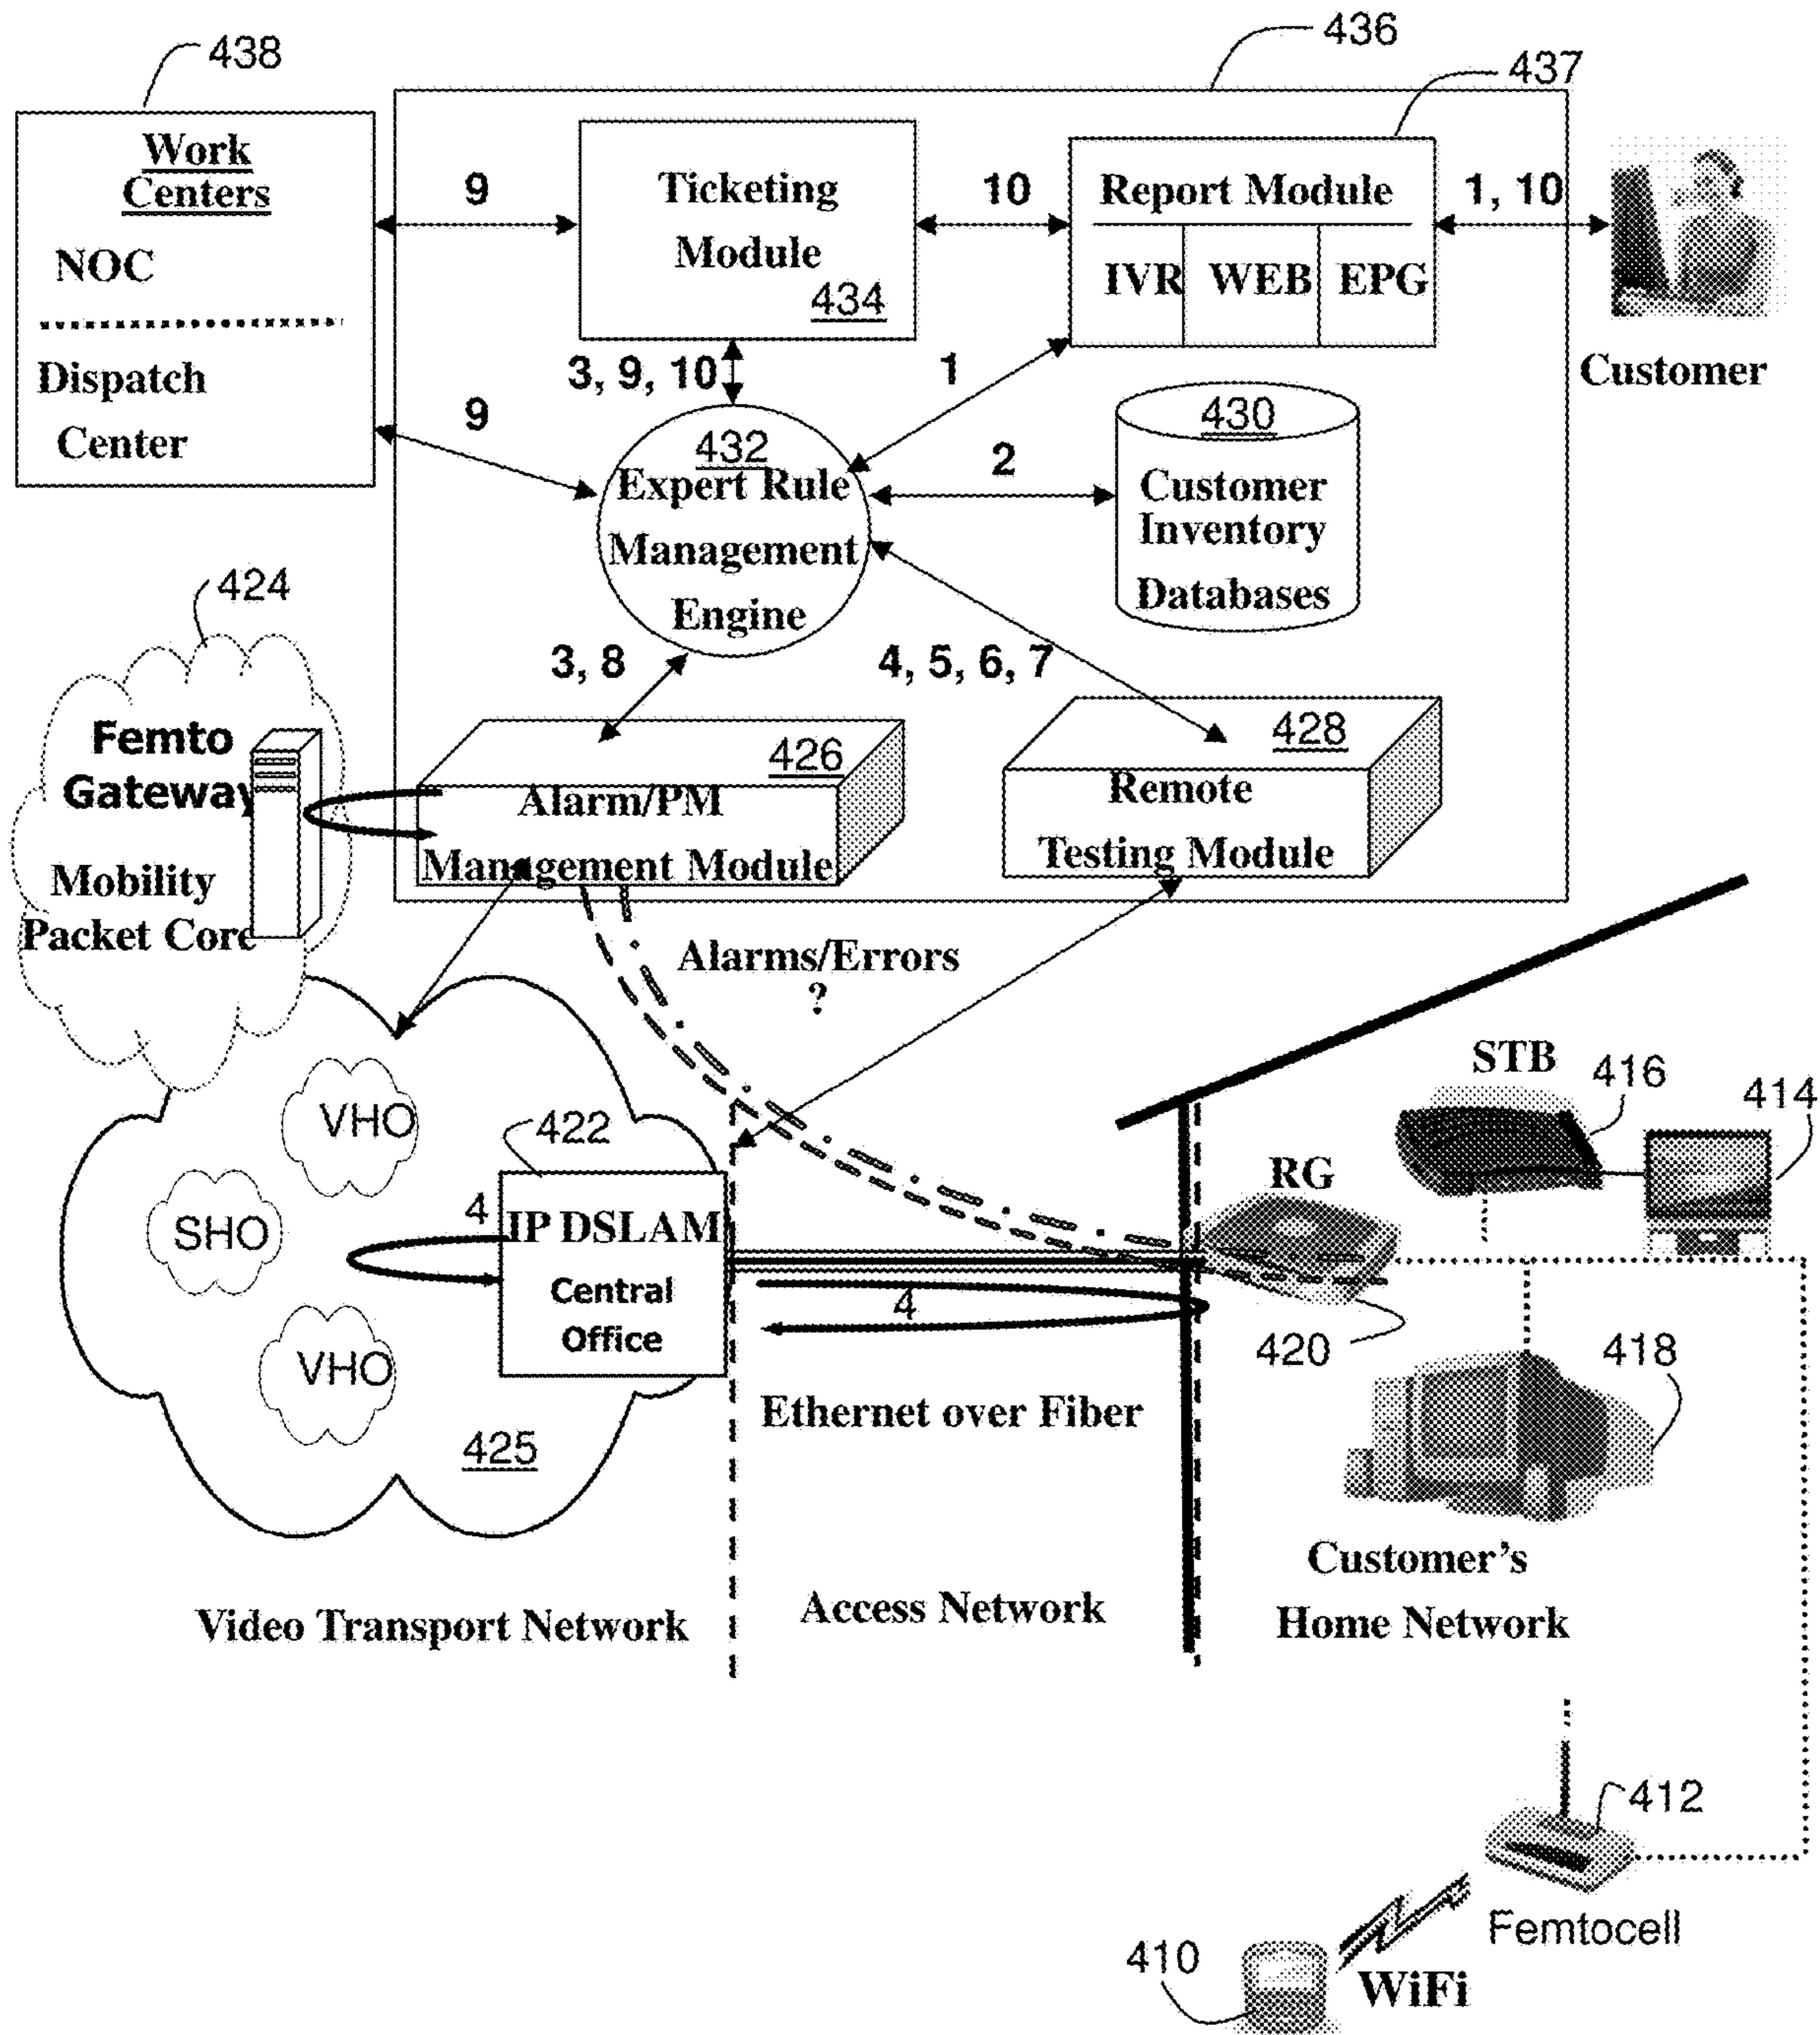 438
436
437
Work
Centers
NOC
Dispatch
Center
9
9
Ticketing
Module
434
10
Report Module
IVR WEB EPG
1, 10
Customer
3, 9, 10
1
432
Expert Rule
Management
Engine
2
430
Customer
Inventory
Databases
424
Femto
Gateway
Mobility
Packet Core
3, 8
4, 5, 6, 7
426
Alarm/PM
Management Module
428
Remote
Testing Module
Alarms/Errors
?
VHO
SHO
VHO
425
422
4
IP DSLAM
Central
Office
4
Ethernet over Fiber
STB
416
414
RG
420
418
Customer's
Home Network
Video Transport Network
Access Network
412
Femtocell
410
WiFi